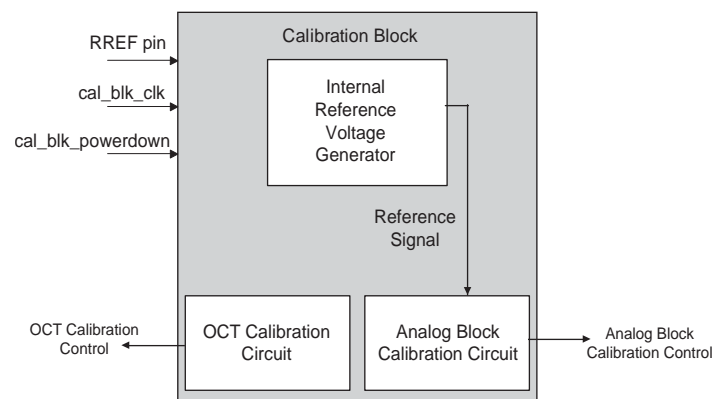 Calibration Block
RREF pin
cal_blk_clk
cal_blk_powerdown
Internal
Reference
Voltage
Generator
Reference
Signal
OCT Calibration
Control
OCT Calibration
Circuit
Analog Block
Calibration Circuit
Analog Block
Calibration Control